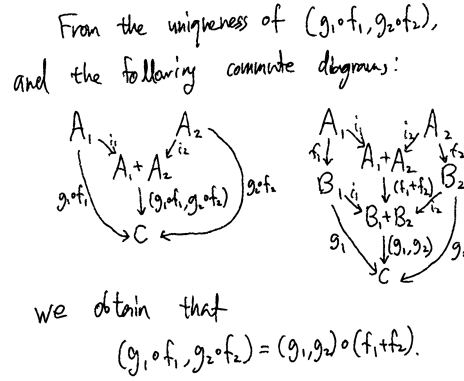 From the uniqueness of (g₁∘f₁, g₂∘f₂),
and the following commute diagrams:
A₁ A₂
i₁ i₂
A₁+A₂
g₁∘f₁ (g₁∘f₁, g₂∘f₂) g₂∘f₂
C
A₁ i₁ i₂ A₂
f₁ A₁+A₂ f₂
B₁ i₁ (f₁+f₂) i₂ B₂
B₁+B₂
g₁ (g₁, g₂) g₂
C
we obtain that
(g₁∘f₁, g₂∘f₂) = (g₁, g₂)∘(f₁+f₂).